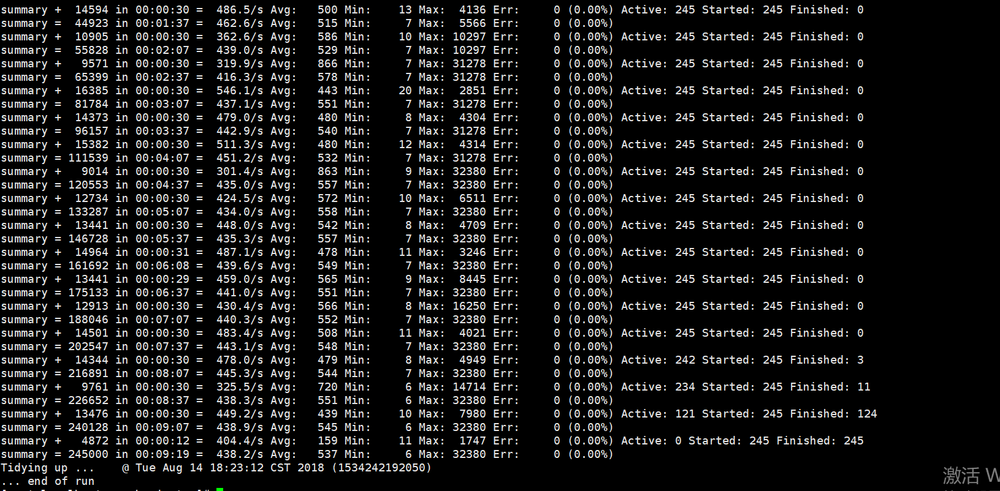 summary +  14594 in 00:00:30 =  486.5/s Avg:   500 Min:    13 Max:  4136 Err:     0 (0.00%) Active: 245 Started: 245 Finished: 0
summary =  44923 in 00:01:37 =  462.6/s Avg:   515 Min:     7 Max:  5566 Err:     0 (0.00%)
summary +  10905 in 00:00:30 =  362.6/s Avg:   586 Min:    10 Max: 10297 Err:     0 (0.00%) Active: 245 Started: 245 Finished: 0
summary =  55828 in 00:02:07 =  439.0/s Avg:   529 Min:     7 Max: 10297 Err:     0 (0.00%)
summary +   9571 in 00:00:30 =  319.9/s Avg:   866 Min:     7 Max: 31278 Err:     0 (0.00%) Active: 245 Started: 245 Finished: 0
summary =  65399 in 00:02:37 =  416.3/s Avg:   578 Min:     7 Max: 31278 Err:     0 (0.00%)
summary +  16385 in 00:00:30 =  546.1/s Avg:   443 Min:    20 Max:  2851 Err:     0 (0.00%) Active: 245 Started: 245 Finished: 0
summary =  81784 in 00:03:07 =  437.1/s Avg:   551 Min:     7 Max: 31278 Err:     0 (0.00%)
summary +  14373 in 00:00:30 =  479.0/s Avg:   480 Min:     8 Max:  4304 Err:     0 (0.00%) Active: 245 Started: 245 Finished: 0
summary =  96157 in 00:03:37 =  442.9/s Avg:   540 Min:     7 Max: 31278 Err:     0 (0.00%)
summary +  15382 in 00:00:30 =  511.3/s Avg:   480 Min:    12 Max:  4314 Err:     0 (0.00%) Active: 245 Started: 245 Finished: 0
summary = 111539 in 00:04:07 =  451.2/s Avg:   532 Min:     7 Max: 31278 Err:     0 (0.00%)
summary +   9014 in 00:00:30 =  301.4/s Avg:   863 Min:     9 Max: 32380 Err:     0 (0.00%) Active: 245 Started: 245 Finished: 0
summary = 120553 in 00:04:37 =  435.0/s Avg:   557 Min:     7 Max: 32380 Err:     0 (0.00%)
summary +  12734 in 00:00:30 =  424.5/s Avg:   572 Min:    10 Max:  6511 Err:     0 (0.00%) Active: 245 Started: 245 Finished: 0
summary = 133287 in 00:05:07 =  434.0/s Avg:   558 Min:     7 Max: 32380 Err:     0 (0.00%)
summary +  13441 in 00:00:30 =  448.0/s Avg:   542 Min:     8 Max:  4709 Err:     0 (0.00%) Active: 245 Started: 245 Finished: 0
summary = 146728 in 00:05:37 =  435.3/s Avg:   557 Min:     7 Max: 32380 Err:     0 (0.00%)
summary +  14964 in 00:00:31 =  487.1/s Avg:   478 Min:    11 Max:  3246 Err:     0 (0.00%) Active: 245 Started: 245 Finished: 0
summary = 161692 in 00:06:08 =  439.6/s Avg:   549 Min:     7 Max: 32380 Err:     0 (0.00%)
summary +  13441 in 00:00:29 =  459.0/s Avg:   565 Min:     9 Max:  8445 Err:     0 (0.00%) Active: 245 Started: 245 Finished: 0
summary = 175133 in 00:06:37 =  441.0/s Avg:   551 Min:     7 Max: 32380 Err:     0 (0.00%)
summary +  12913 in 00:00:30 =  430.4/s Avg:   566 Min:     8 Max: 16250 Err:     0 (0.00%) Active: 245 Started: 245 Finished: 0
summary = 188046 in 00:07:07 =  440.3/s Avg:   552 Min:     7 Max: 32380 Err:     0 (0.00%)
summary +  14501 in 00:00:30 =  483.4/s Avg:   508 Min:    11 Max:  4021 Err:     0 (0.00%) Active: 245 Started: 245 Finished: 0
summary = 202547 in 00:07:37 =  443.1/s Avg:   548 Min:     7 Max: 32380 Err:     0 (0.00%)
summary +  14344 in 00:00:30 =  478.0/s Avg:   479 Min:     8 Max:  4949 Err:     0 (0.00%) Active: 242 Started: 245 Finished: 3
summary = 216891 in 00:08:07 =  445.3/s Avg:   544 Min:     7 Max: 32380 Err:     0 (0.00%)
summary +   9761 in 00:00:30 =  325.5/s Avg:   720 Min:     6 Max: 14714 Err:     0 (0.00%) Active: 234 Started: 245 Finished: 11
summary = 226652 in 00:08:37 =  438.3/s Avg:   551 Min:     6 Max: 32380 Err:     0 (0.00%)
summary +  13476 in 00:00:30 =  449.2/s Avg:   439 Min:    10 Max:  7980 Err:     0 (0.00%) Active: 121 Started: 245 Finished: 124
summary = 240128 in 00:09:07 =  438.9/s Avg:   545 Min:     6 Max: 32380 Err:     0 (0.00%)
summary +   4872 in 00:00:12 =  404.4/s Avg:   159 Min:    11 Max:  1747 Err:     0 (0.00%) Active: 0 Started: 245 Finished: 245
summary = 245000 in 00:09:19 =  438.2/s Avg:   537 Min:     6 Max: 32380 Err:     0 (0.00%)
Tidying up ...    @ Tue Aug 14 18:23:12 CST 2018 (1534242192050)
... end of run
激活 W